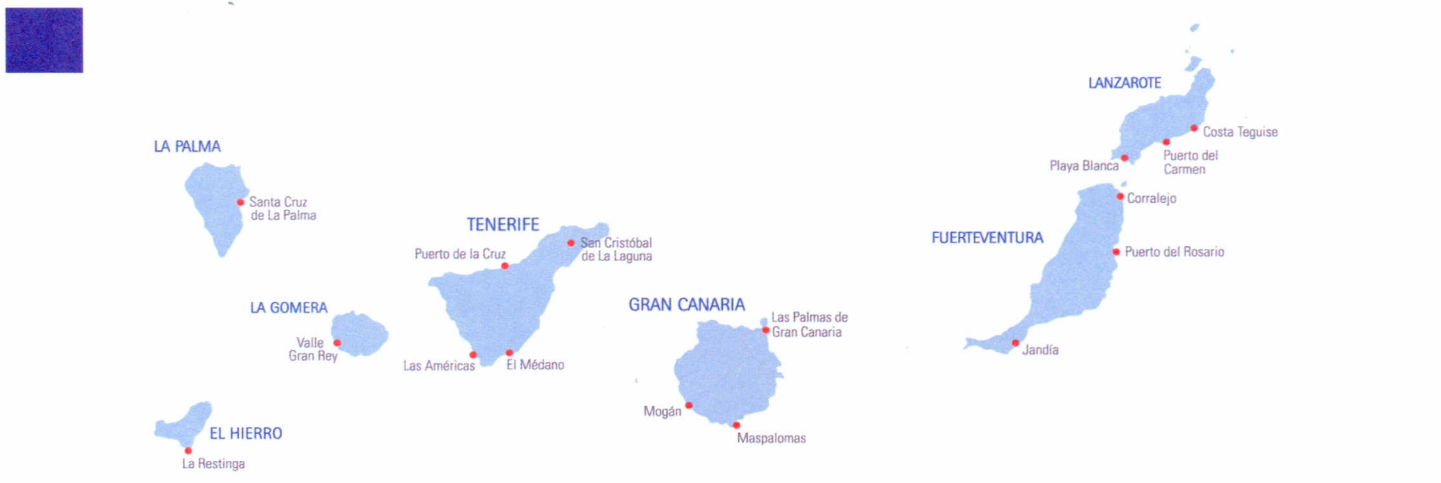 LANZAROTE
Costa Teguise
Puerto del
Carmen
Playa Blanca
LA PALMA
Santa Cruz
de La Palma
Corralejo
TENERIFE
San Cristóbal
de La Laguna
Puerto de la Cruz
FUERTEVENTURA
Puerto del Rosario
LA GOMERA
Valle
Gran Rey
GRAN CANARIA
Las Palmas de
Gran Canaria
Jandía
Las Américas
El Médano
Mogán
Maspalomas
EL HIERRO
La Restinga